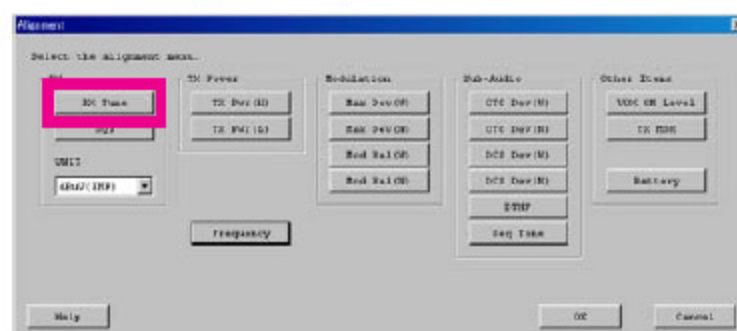 Alignment
Select the alignment menu.
RX
TX Power
Modulation
Sub-Audio
Other Items
RX Tune
TX Pwr (H)
Max Dev(W)
CTC Dev(W)
VOX ON Level
SQL
TX Pwr (L)
Max Dev(N)
CTC Dev(N)
UNIT
Mod Bal(W)
DCS Dev(W)
Mod Bal(N)
DCS Dev(N)
Battery
DTMF
Frequency
Seq Tone
Help
OK
Cancel